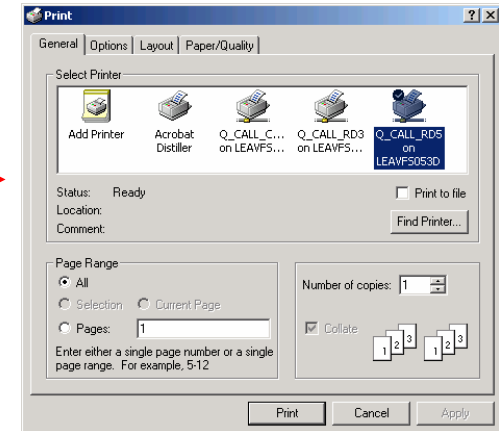 Print
General Options Layout Paper/Quality
Select Printer
Add Printer
Acrobat
Distiller
Q_CALL_C...
on LEAVFS...
Q_CALL_RD3
on LEAVFS...
Q_CALL_RD5
on
LEAVFS053D
Status: Ready
Print to file
Location:
Comment:
Find Printer...
Page Range
All
Selection Current Page
Pages: 1
Enter either a single page number or a single
page range. For example, 5-12
Number of copies: 1
Collate
1 2 3 1 2 3
Print Cancel Apply